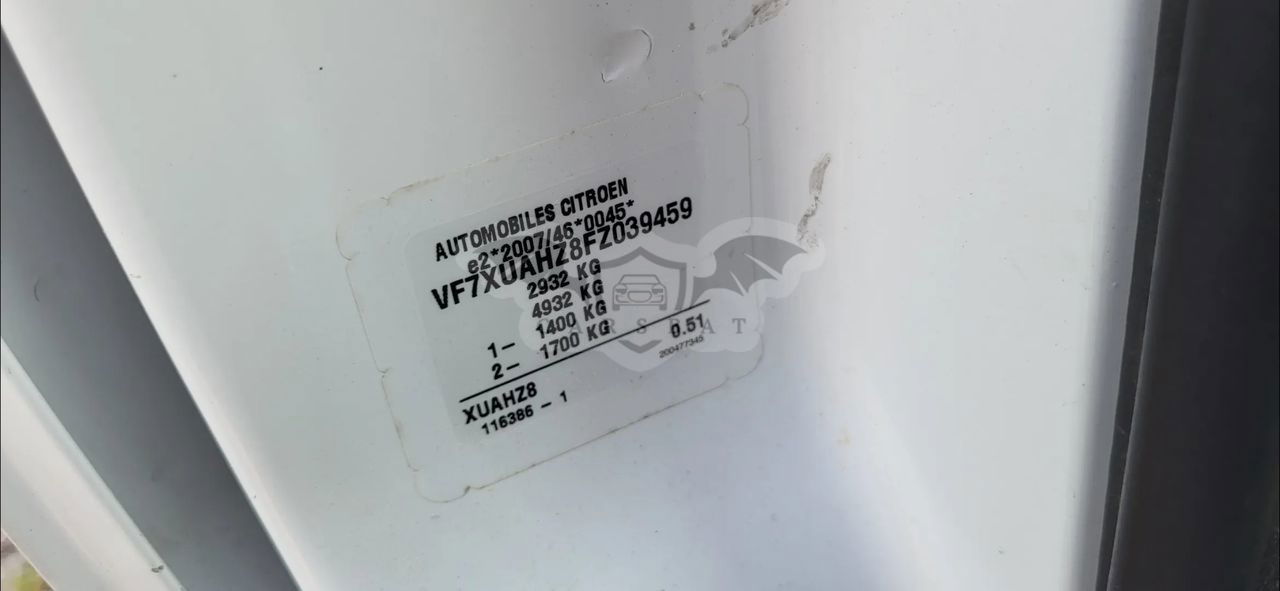 AUTOMOBILES CITROEN
e2*2007/46*0045*
VF7XUAHZ8FZ039459
2932 KG
4932 KG
1- 1400 KG
2- 1700 KG
0.51
200477345
XUAHZ8
116386 - 1
CARSBAT